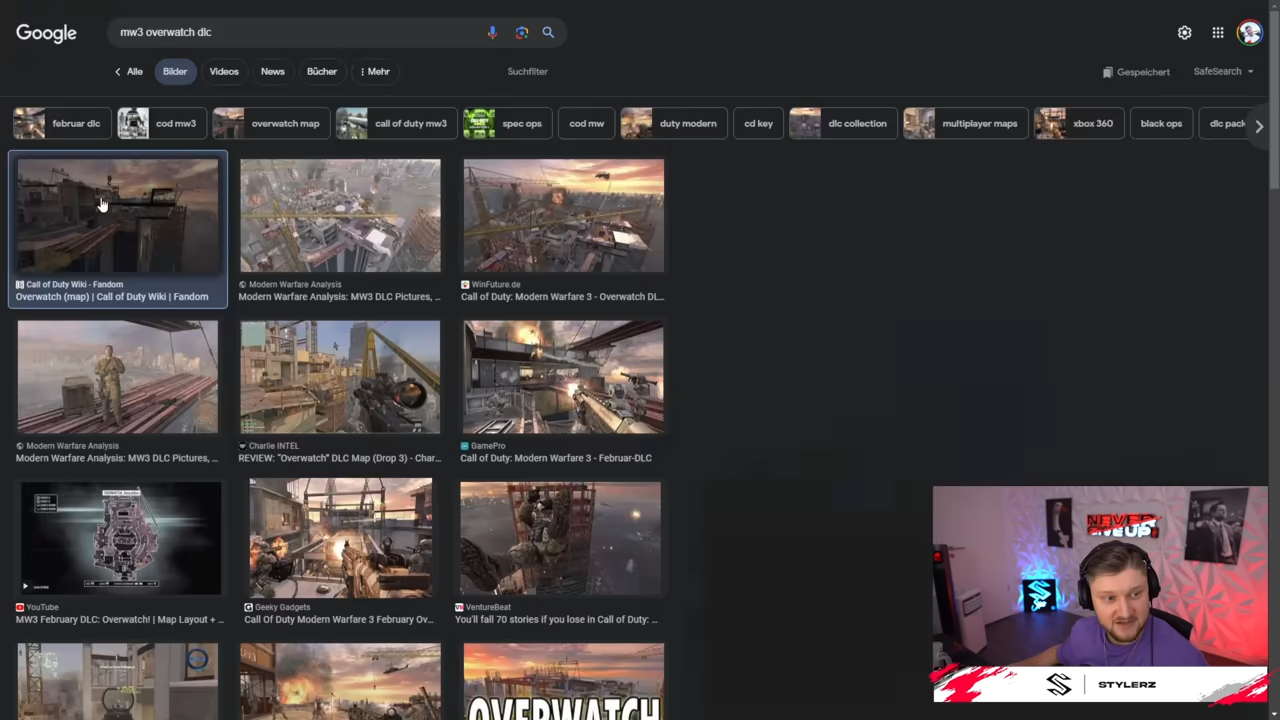 Google
mw3 overwatch dlc
Alle
Bilder
Videos
News
Bücher
Mehr
Suchfilter
Gespeichert
SafeSearch
februar dlc
cod mw3
overwatch map
call of duty mw3
spec ops
cod mw
duty modern
cd key
dlc collection
multiplayer maps
xbox 360
black ops
dlc pack
Call of Duty Wiki - Fandom
Overwatch (map) | Call of Duty Wiki | Fandom
Modern Warfare Analysis
Modern Warfare Analysis: MW3 DLC Pictures, ...
WinFuture.de
Call of Duty: Modern Warfare 3 - Overwatch DL...
Modern Warfare Analysis
Modern Warfare Analysis: MW3 DLC Pictures, ...
Charlie INTEL
REVIEW: "Overwatch" DLC Map (Drop 3) - Char...
GamePro
Call of Duty: Modern Warfare 3 - Februar-DLC
YouTube
MW3 February DLC: Overwatch! | Map Layout + ...
Geeky Gadgets
Call Of Duty Modern Warfare 3 February Ov...
VentureBeat
You'll fall 70 stories if you lose in Call of Duty: ...
OVERWATCH
NEVER
GIVE UP!
STYLERZ